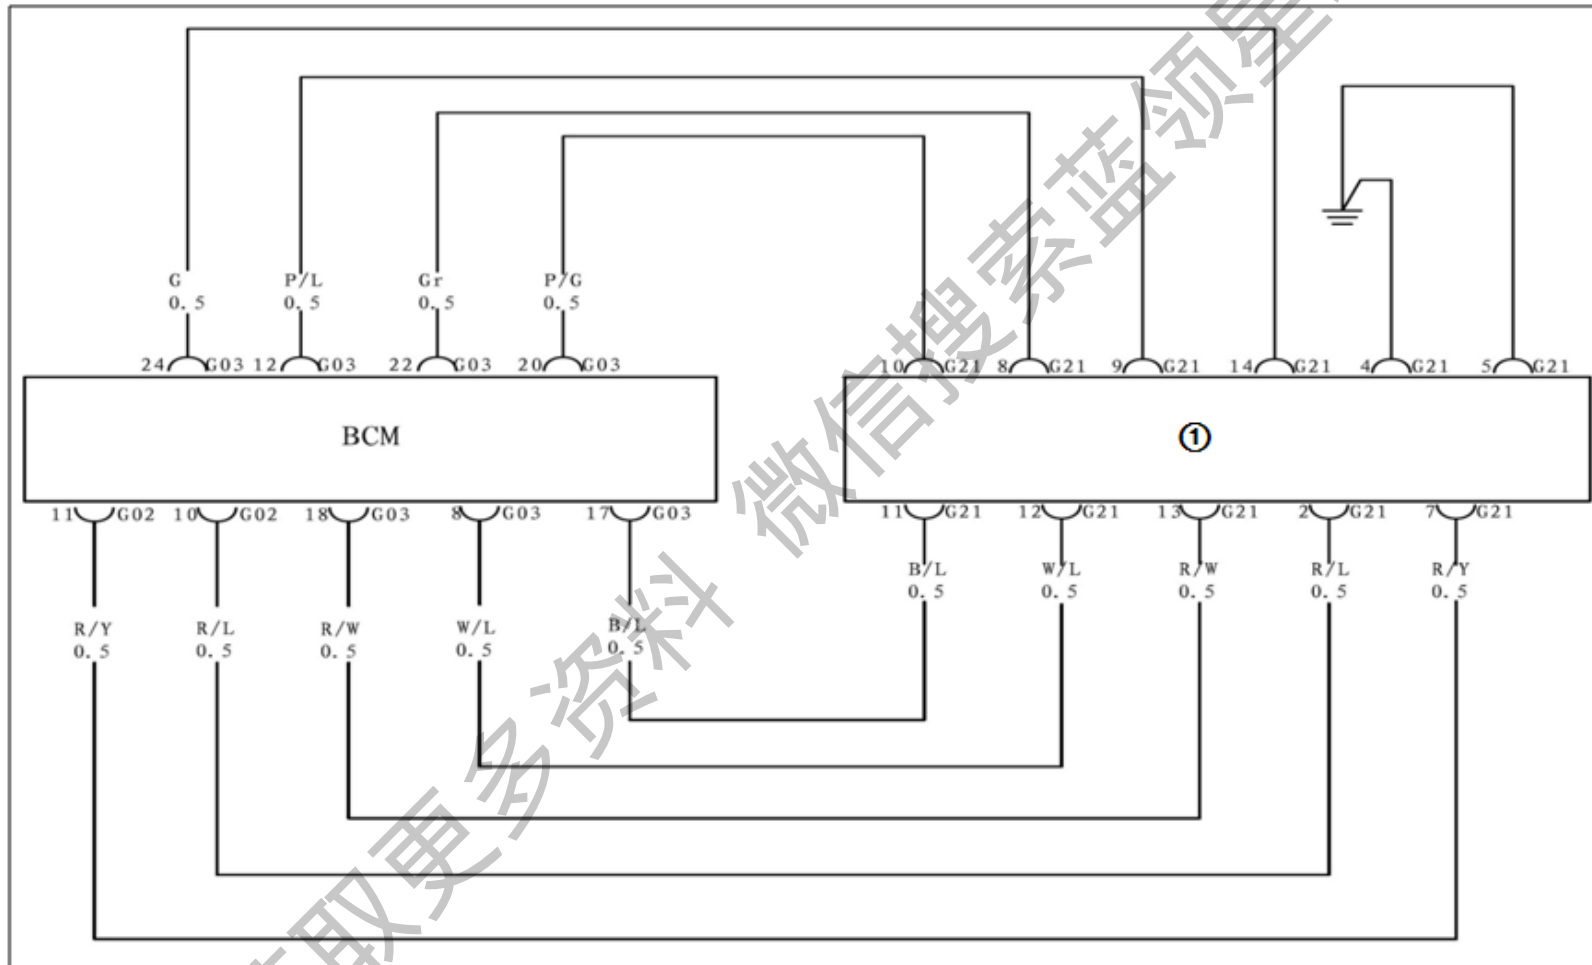 G P/L Gr P/G
0.5 0.5 0.5 0.5
24 G03 12 G03 22 G03 20 G03 10 G21 8 G21 9 G21 14 G21 4 G21 5 G21
BCM ①
11 G02 10 G02 18 G03 8 G03 17 G03 11 G21 12 G21 13 G21 2 G21 7 G21
B/L W/L R/W R/L R/Y
0.5 0.5 0.5 0.5 0.5
R/Y R/L R/W W/L B/L
0.5 0.5 0.5 0.5 0.5
取更多资料 微信搜索蓝领星